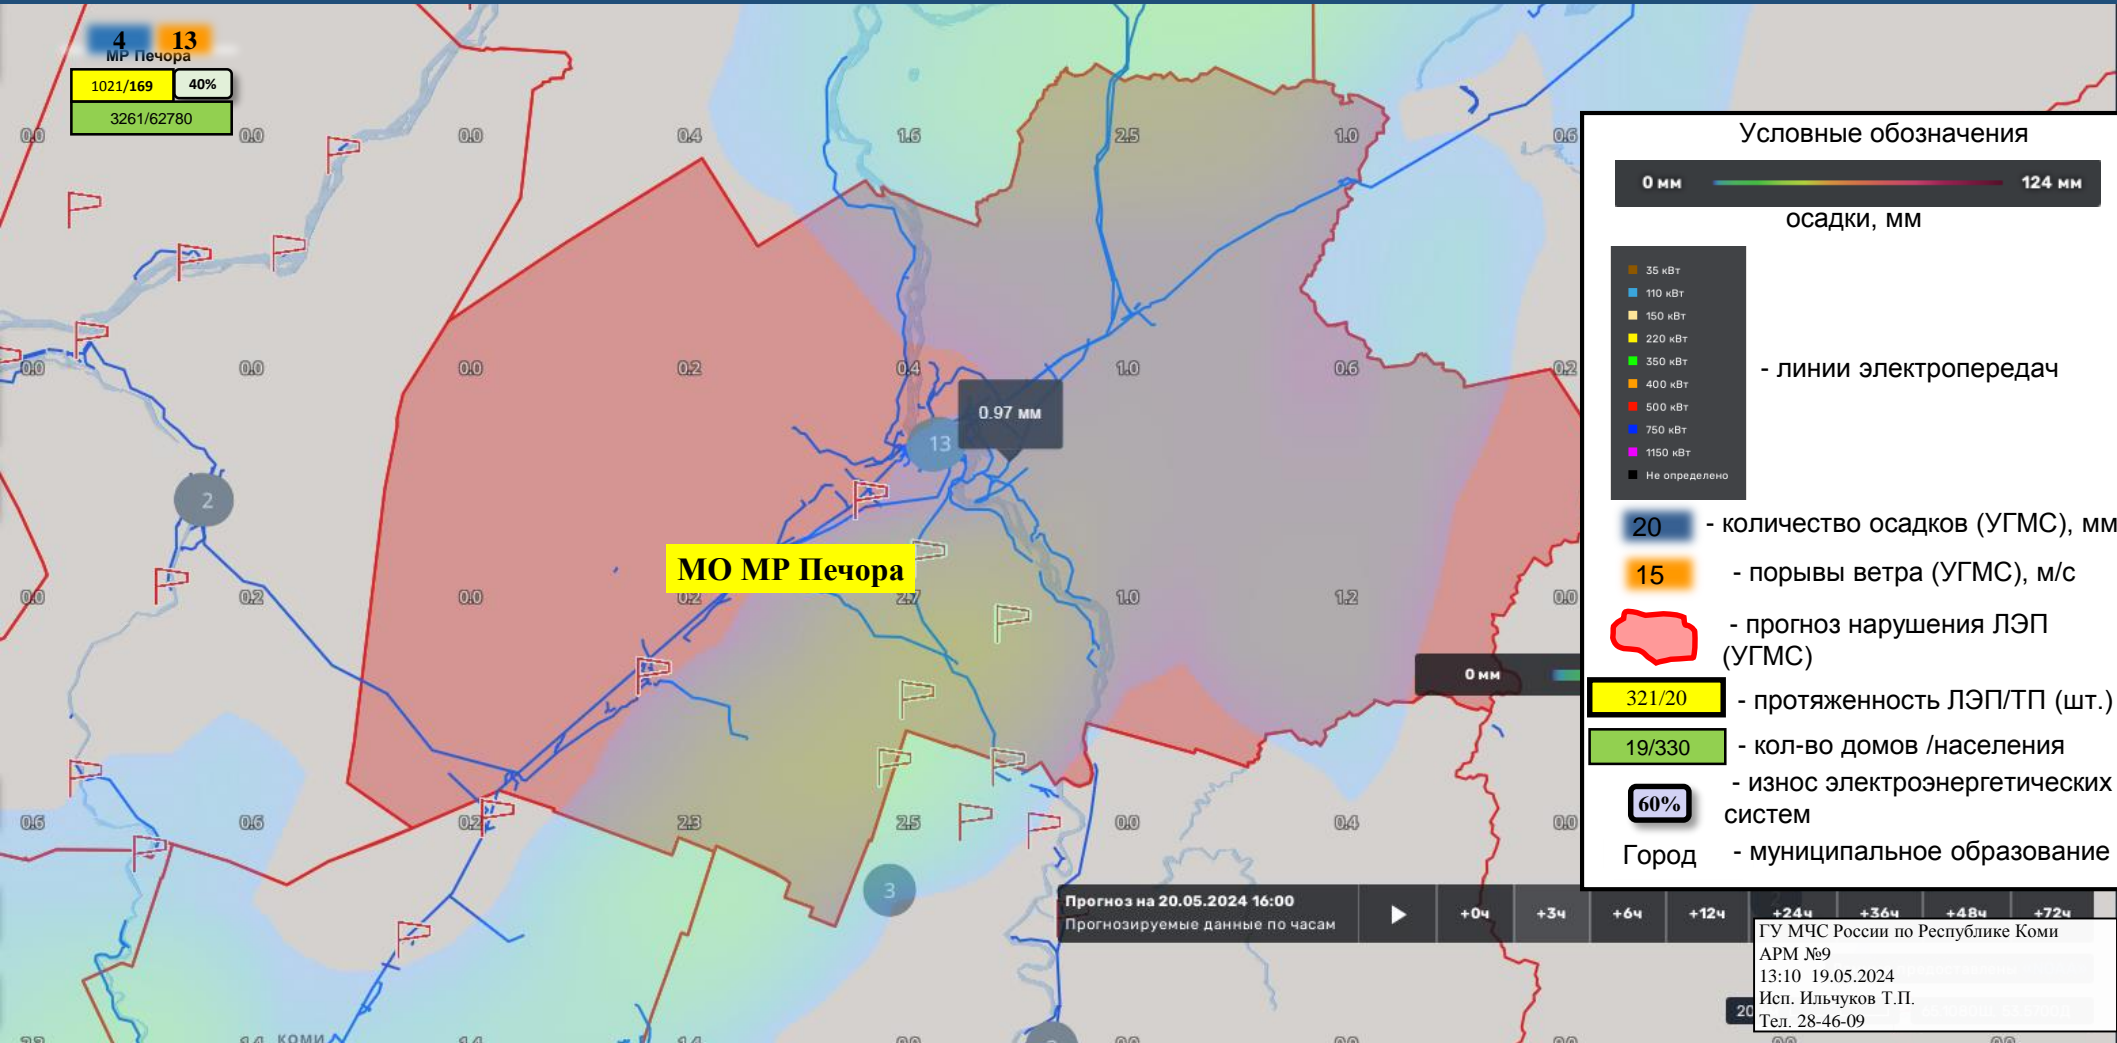 4 13
МР Печора
1021/169 40%
3261/62780
0.0 0.0 0.0 0.4 1.6 2.5 1.0 0.6
0.0 0.0 0.0 0.2 0.4 1.0 0.6 0.2
0.97 мм
13
2
МО МР Печора
0.0 0.2 0.0 0.2 2.7 1.0 1.2 0.0
0 мм
0.6 0.6 0.2 2.3 2.5 0.0 0.4 0.0
3
Прогноз на 20.05.2024 16:00
Прогнозируемые данные по часам
+0ч +3ч +6ч +12ч +24ч +36ч +48ч +72ч
КОМИ
Условные обозначения
0 мм 124 мм
осадки, мм
35 кВт
110 кВт
150 кВт
220 кВт
350 кВт
400 кВт
500 кВт
750 кВт
1150 кВт
Не определено
- линии электропередач
20 - количество осадков (УГМС), мм
15 - порывы ветра (УГМС), м/с
- прогноз нарушения ЛЭП
(УГМС)
321/20 - протяженность ЛЭП/ТП (шт.)
19/330 - кол-во домов /населения
- износ электроэнергетических
60% систем
Город - муниципальное образование
ГУ МЧС России по Республике Коми
АРМ №9
13:10 19.05.2024
Исп. Ильчуков Т.П.
Тел. 28-46-09
20